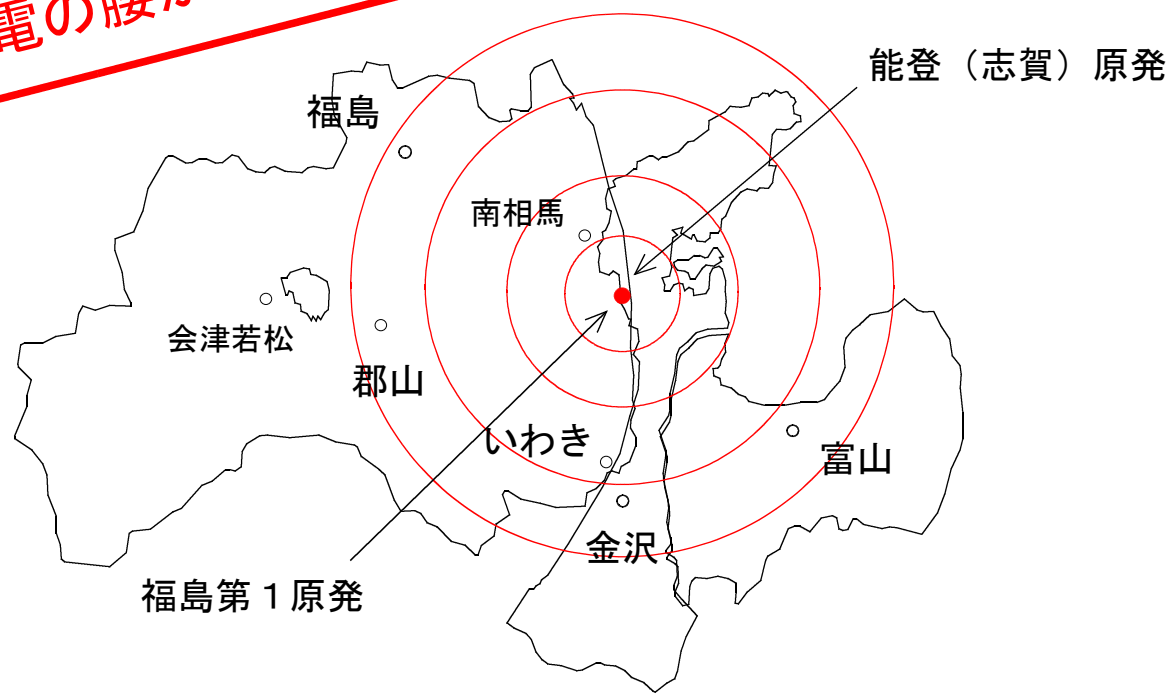 電の腰が
能登（志賀）原発
福島
南相馬
会津若松
郡山
いわき
富山
金沢
福島第１原発